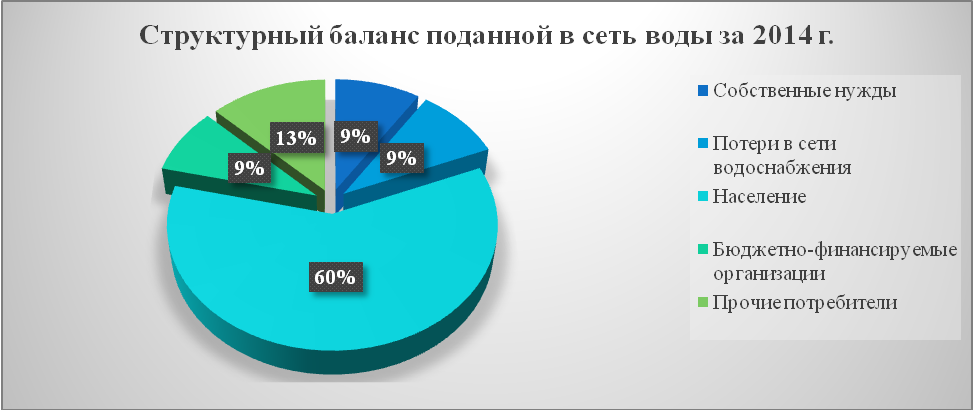 Структурный баланс поданной в сеть воды за 2014 г.
13%
9%
9%
9%
60%
Собственные нужды
Потери в сети
водоснабжения
Население
Бюджетно-финансируемые
организации
Прочие потребители